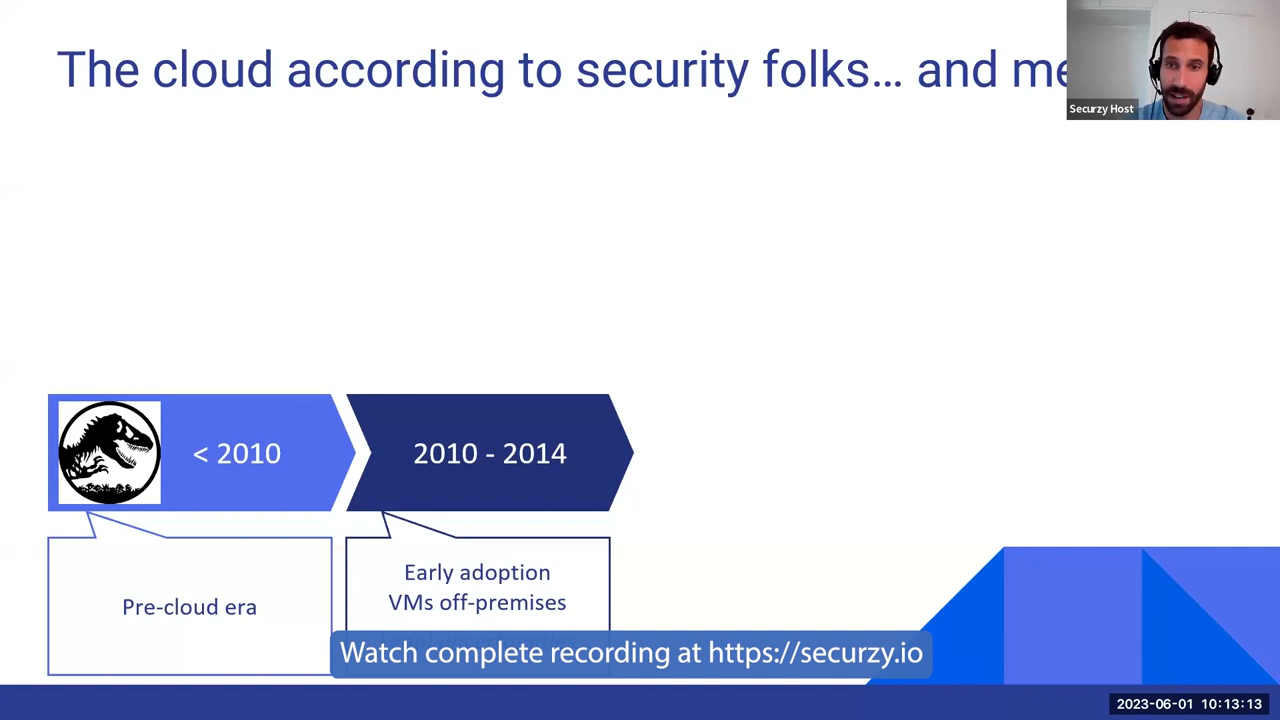 The cloud according to security folks… and me
Securzy Host
< 2010
2010 - 2014
Pre-cloud era
Early adoption
VMs off-premises
Watch complete recording at https://securzy.io
2023-06-01 10:13:13